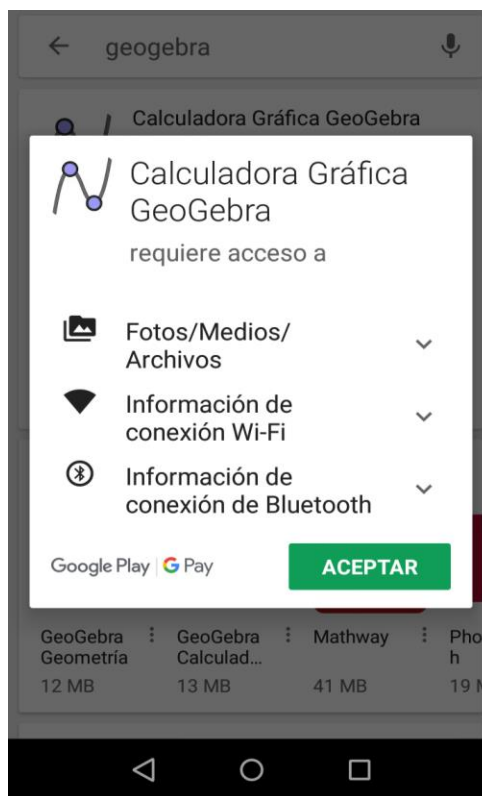 geogebra
Calculadora Gráfica GeoGebra
Calculadora Gráfica
GeoGebra
requiere acceso a
Fotos/Medios/
Archivos
Información de
conexión Wi-Fi
Información de
conexión de Bluetooth
Google Play | G Pay
ACEPTAR
GeoGebra
Geometría
12 MB
GeoGebra
Calculad...
13 MB
Mathway
41 MB
Pho
h
19